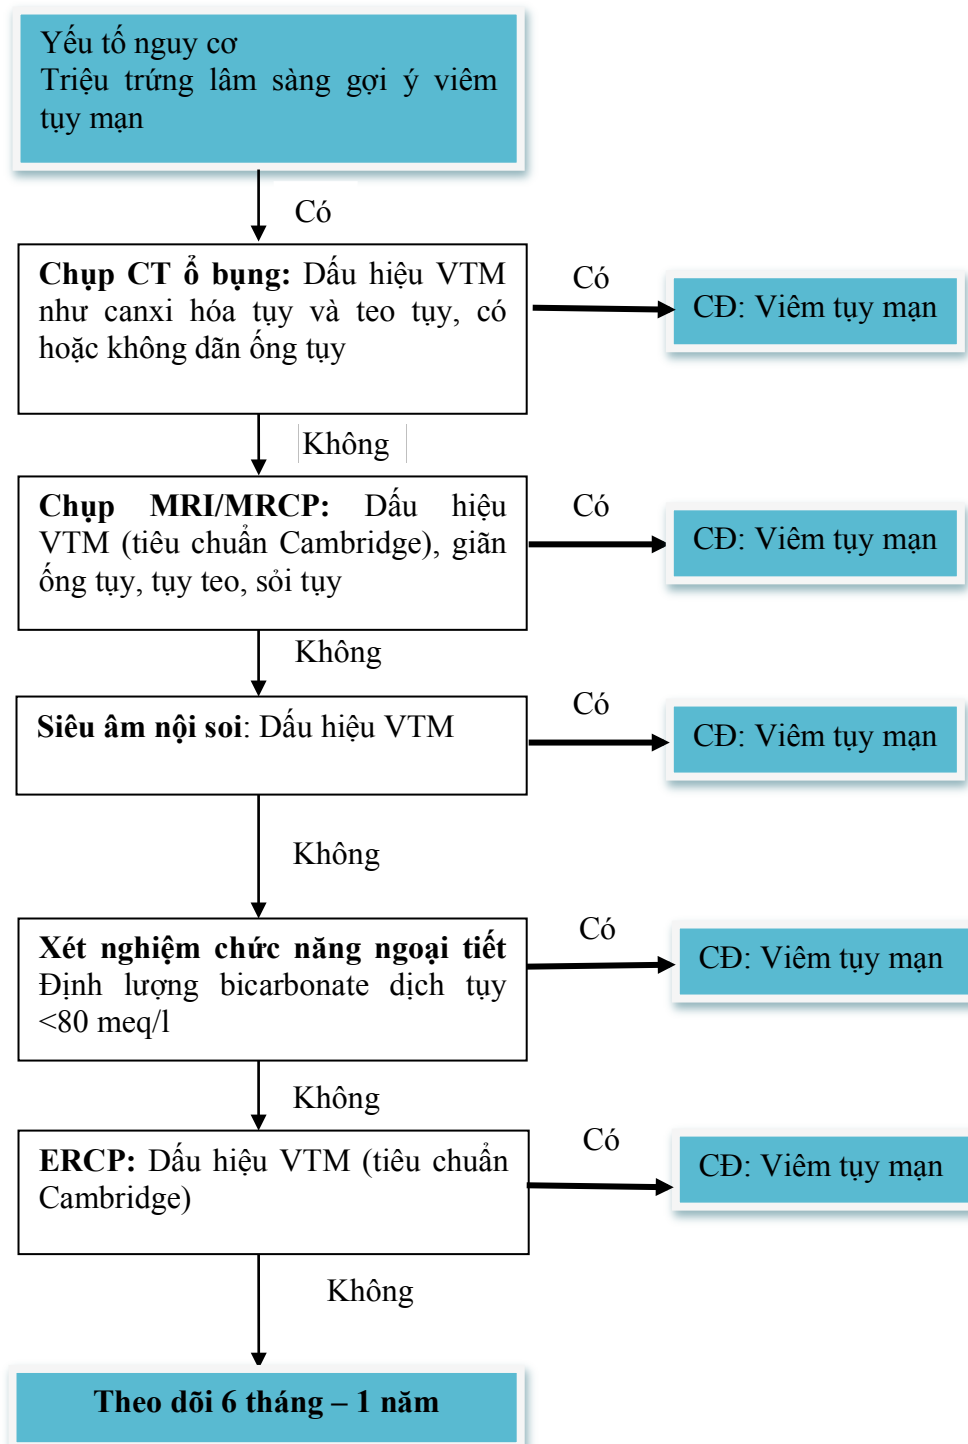 Yếu tố nguy cơ
Triệu trứng lâm sàng gợi ý viêm
tụy mạn
Có
Chụp CT ổ bụng: Dấu hiệu VTM
như canxi hóa tụy và teo tụy, có
hoặc không dãn ống tụy
Có
CĐ: Viêm tụy mạn
Không
Chụp MRI/MRCP: Dấu hiệu
VTM (tiêu chuẩn Cambridge), giãn
ống tụy, tụy teo, sỏi tụy
Có
CĐ: Viêm tụy mạn
Không
Siêu âm nội soi: Dấu hiệu VTM
Có
CĐ: Viêm tụy mạn
Không
Xét nghiệm chức năng ngoại tiết
Định lượng bicarbonate dịch tụy
<80 meq/l
Có
CĐ: Viêm tụy mạn
Không
ERCP: Dấu hiệu VTM (tiêu chuẩn
Cambridge)
Có
CĐ: Viêm tụy mạn
Không
Theo dõi 6 tháng – 1 năm